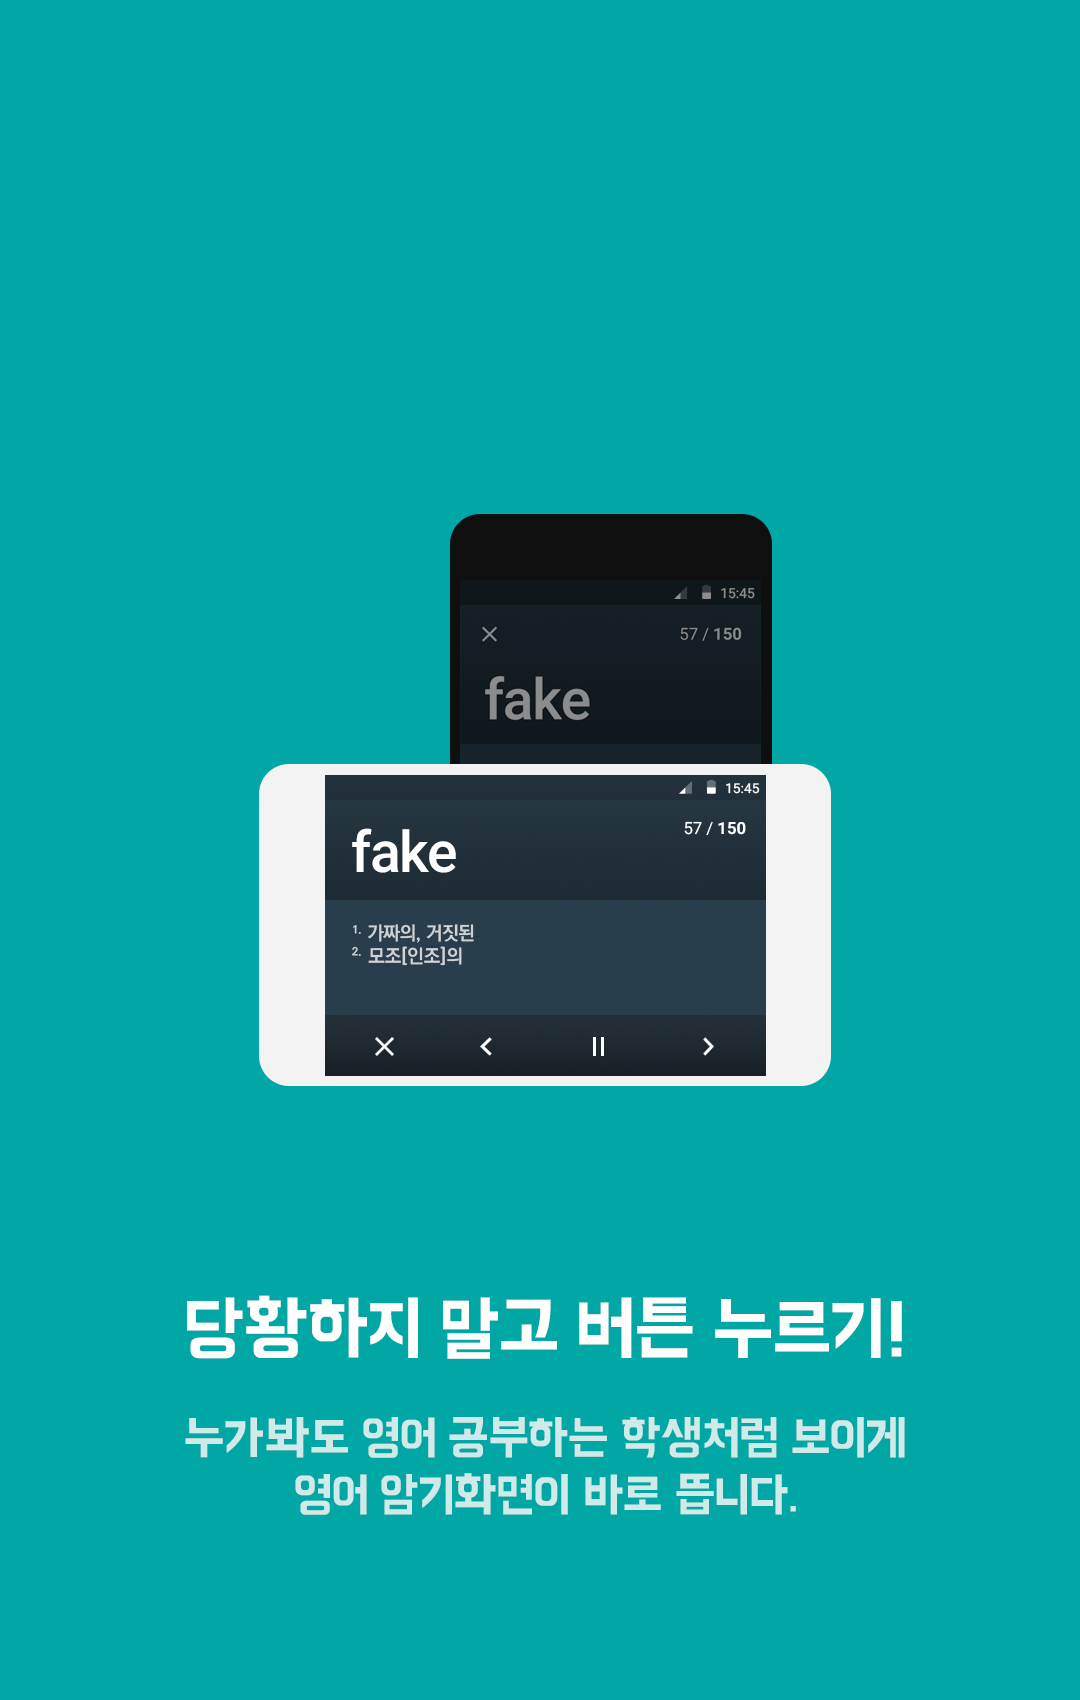 15:45
57 / 150
fake
15:45
57 / 150
fake
1. 가짜의, 거짓된
2. 모조[인조]의
당황하지 말고 버튼 누르기!
누가봐도 영어 공부하는 학생처럼 보이게
영어 암기화면이 바로 뜹니다.